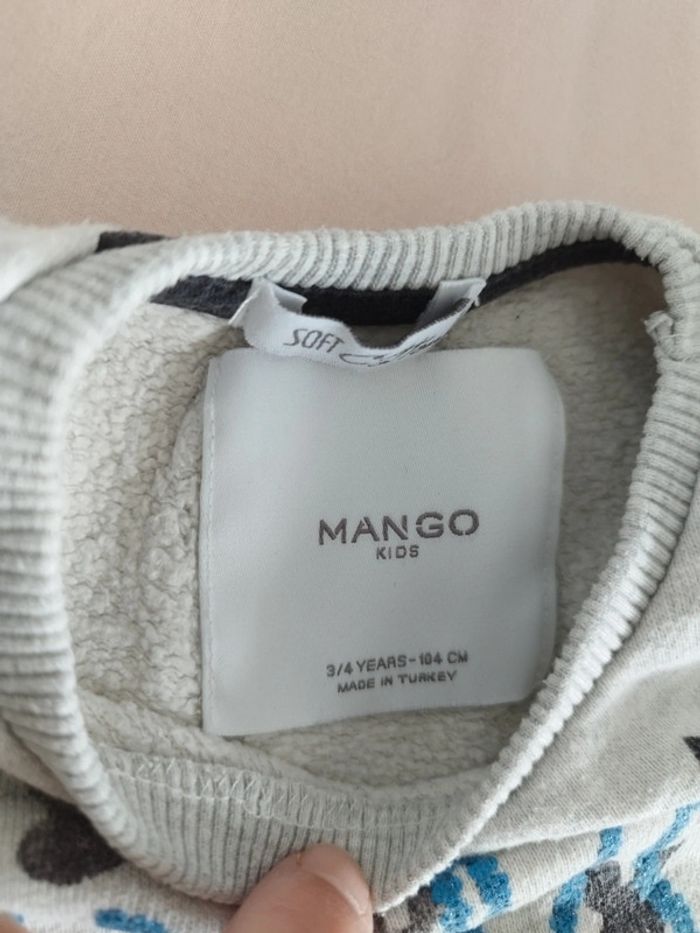 SOFT
MANGO
KIDS
3/4 YEARS-104 CM
MADE IN TURKEY